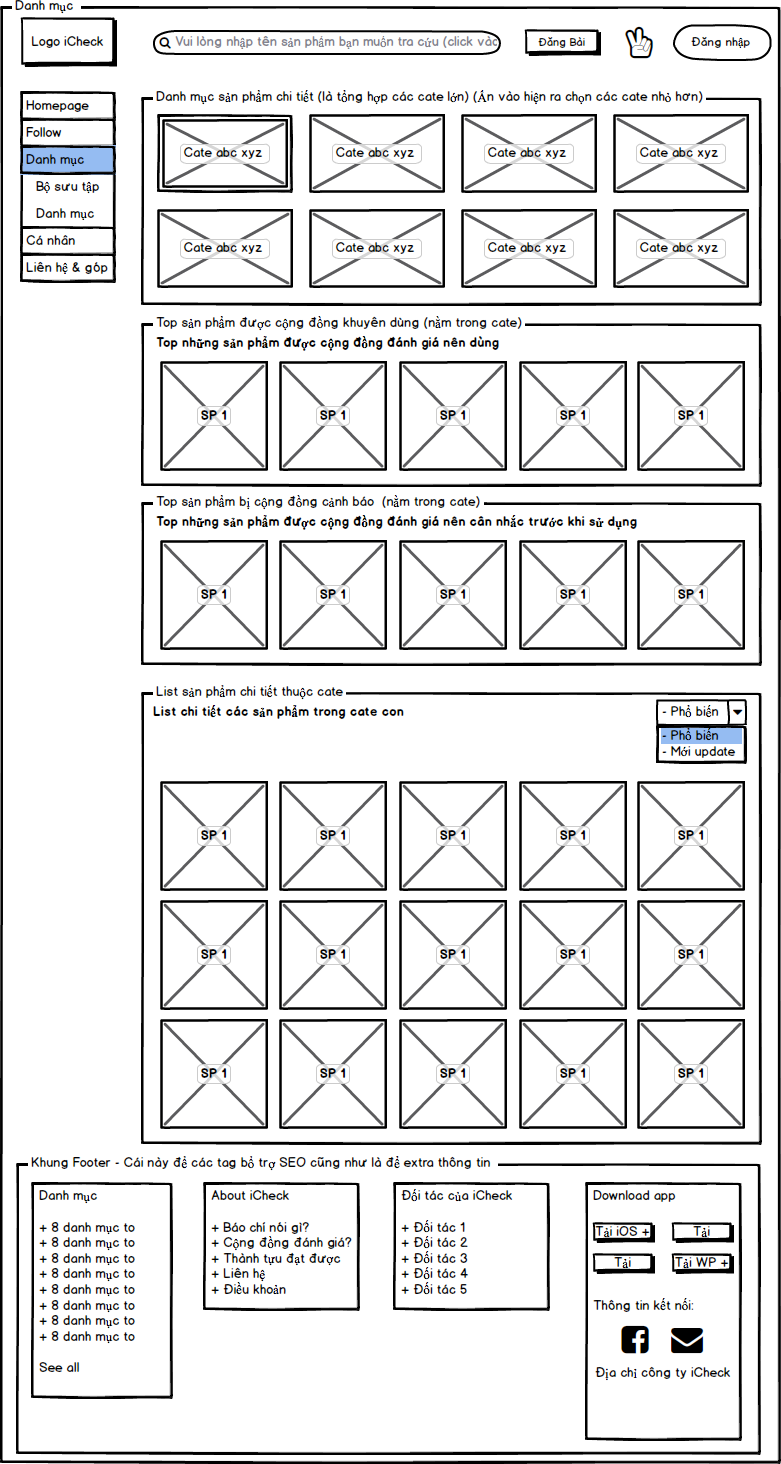 Danh mục
Logo iCheck
Vui lòng nhập tên sản phẩm bạn muốn tra cứu (click vào
Đăng Bài
Đăng nhập
Homepage
Follow
Danh mục
Bộ sưu tập
Danh mục
Cá nhân
Liên hệ & góp
Danh mục sản phẩm chi tiết (là tổng hợp các cate lớn) (Ấn vào hiện ra chọn các cate nhỏ hơn)
Cate abc xyz Cate abc xyz Cate abc xyz Cate abc xyz
Cate abc xyz Cate abc xyz Cate abc xyz Cate abc xyz
Top sản phẩm được cộng đồng khuyên dùng (nằm trong cate)
Top những sản phẩm được cộng đồng đánh giá nên dùng
SP 1 SP 1 SP 1 SP 1 SP 1
Top sản phẩm bị cộng đồng cảnh báo (nằm trong cate)
Top những sản phẩm được cộng đồng đánh giá nên cân nhắc trước khi sử dụng
SP 1 SP 1 SP 1 SP 1 SP 1
List sản phẩm chi tiết thuộc cate
List chi tiết các sản phẩm trong cate con
- Phổ biến
- Phổ biến
- Mới update
SP 1 SP 1 SP 1 SP 1 SP 1
SP 1 SP 1 SP 1 SP 1 SP 1
SP 1 SP 1 SP 1 SP 1 SP 1
Khung Footer - Cái này để các tag bổ trợ SEO cũng như là để extra thông tin
Danh mục
+ 8 danh mục to
+ 8 danh mục to
+ 8 danh mục to
+ 8 danh mục to
+ 8 danh mục to
+ 8 danh mục to
+ 8 danh mục to
+ 8 danh mục to
See all
About iCheck
+ Báo chí nói gì?
+ Cộng đồng đánh giá?
+ Thành tựu đạt được
+ Liên hệ
+ Điều khoản
Đối tác của iCheck
+ Đối tác 1
+ Đối tác 2
+ Đối tác 3
+ Đối tác 4
+ Đối tác 5
Download app
Tải iOS + Tải
Tải Tải WP +
Thông tin kết nối:
Địa chỉ công ty iCheck